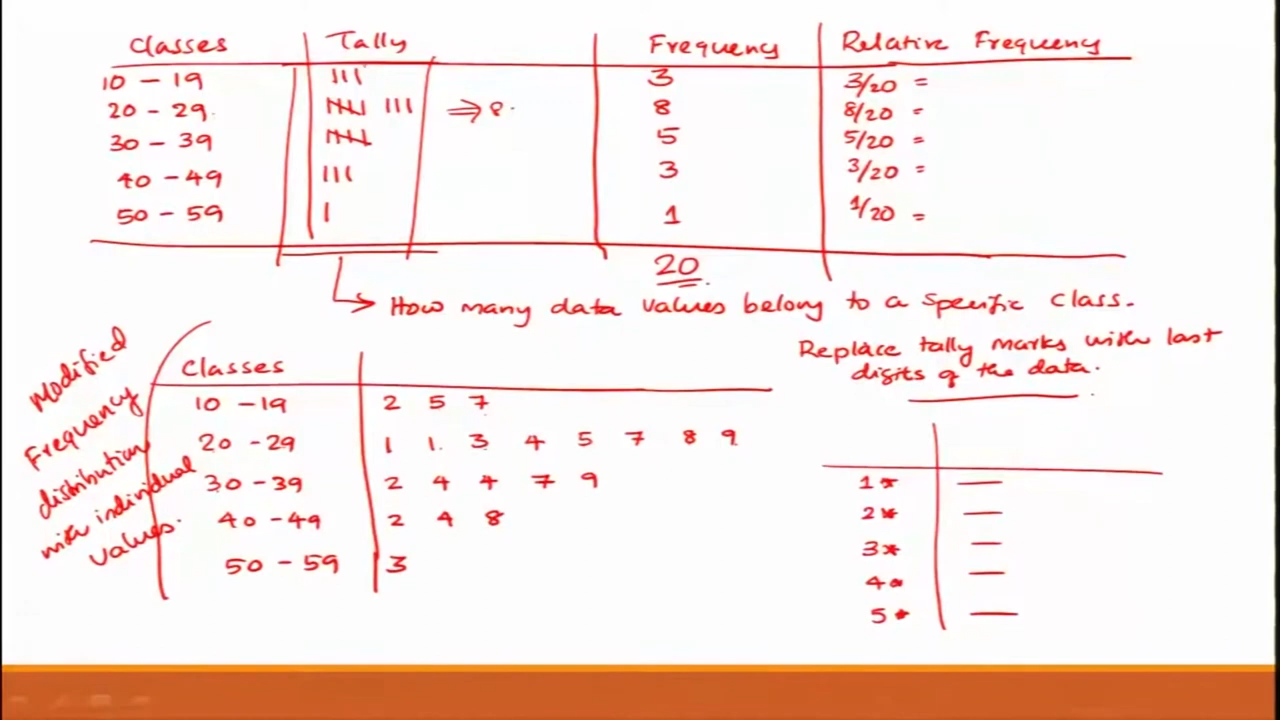 Classes Tally Frequency Relative Frequency
10 - 19 ||| 3 3/20 =
20 - 29. |||| ||| ⇒ 8. 8 8/20 =
30 - 39 |||| 5 5/20 =
40 - 49 ||| 3 3/20 =
50 - 59 | 1 1/20 =
20
How many data values belong to a specific class.
Replace tally marks with last
digits of the data.
Modified
Frequency
distribution
with individual
values.
Classes
10 - 19 2 5 7
20 - 29 1 1. 3 4 5 7 8 9
30 - 39 2 4 4 7 9
40 - 49 2 4 8
50 - 59 3
1* —
2* —
3* —
4* —
5* —